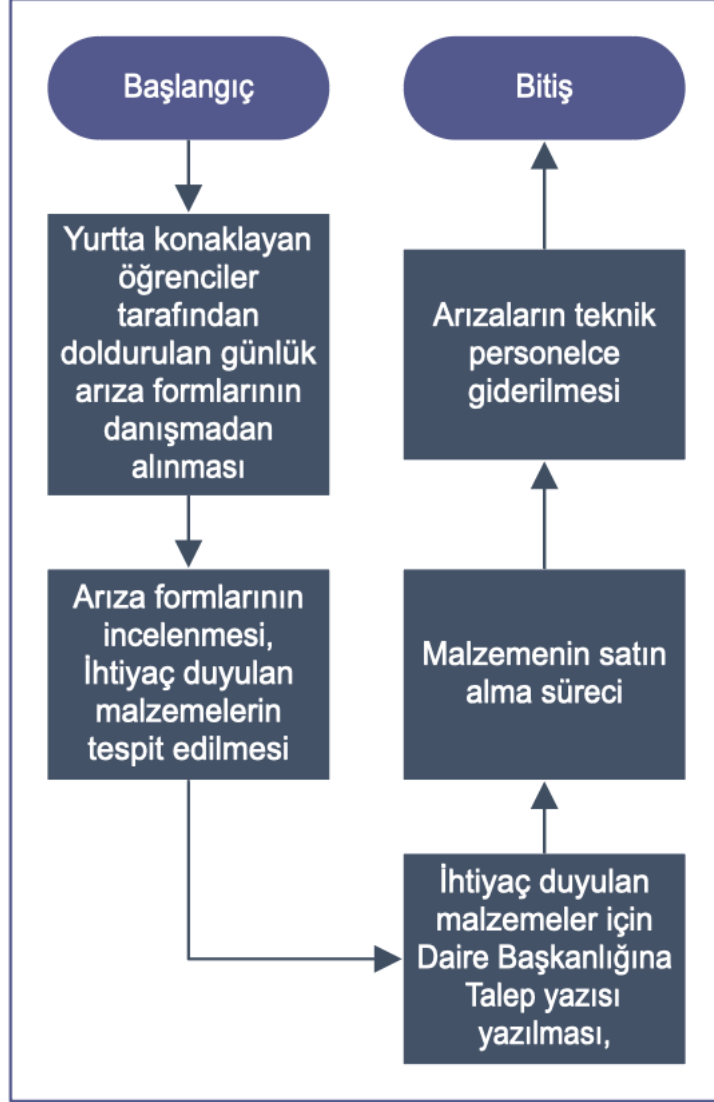 Başlangıç
Yurtta konaklayan
öğrenciler
tarafından
doldurulan günlük
arıza formlarının
danışmadan
alınması
Arıza formlarının
incelenmesi,
İhtiyaç duyulan
malzemelerin
tespit edilmesi
İhtiyaç duyulan
malzemeler için
Daire Başkanlığına
Talep yazısı
yazılması,
Malzemenin satın
alma süreci
Arızaların teknik
personelce
giderilmesi
Bitiş